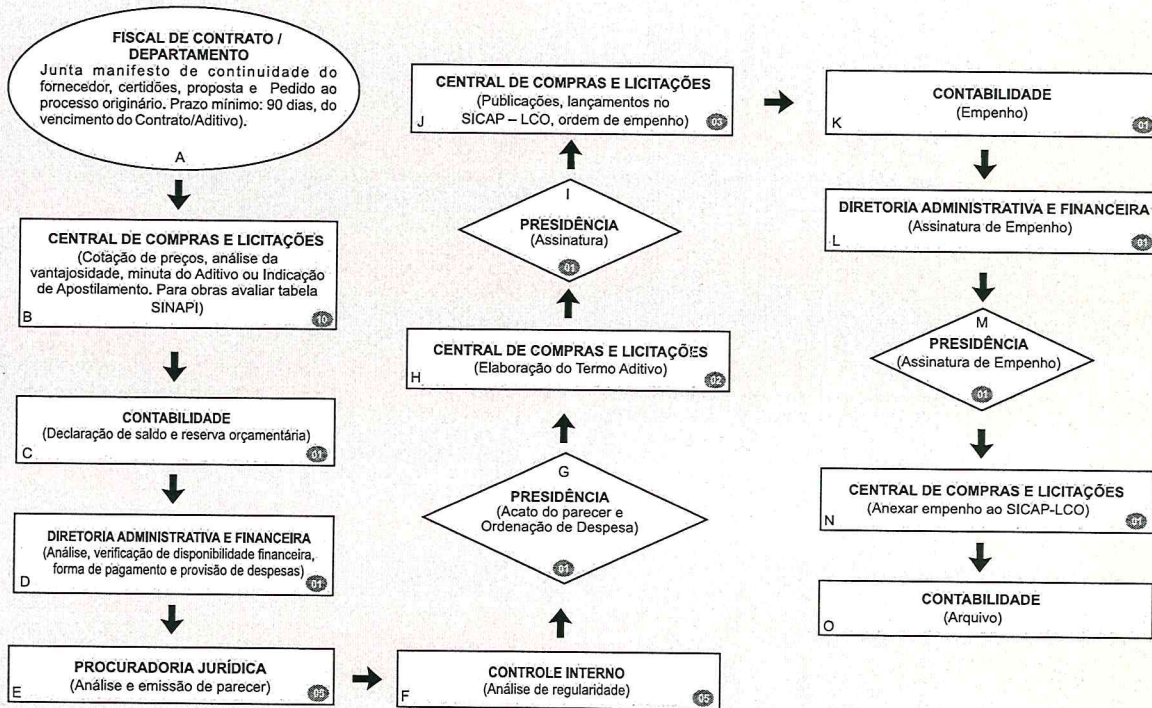 FISCAL DE CONTRATO /
DEPARTAMENTO
Junta manifesto de continuidade do
fornecedor, certidões, proposta e Pedido ao
processo originário. Prazo mínimo: 90 dias, do
vencimento do Contrato/Aditivo).
A
CENTRAL DE COMPRAS E LICITAÇÕES
(Cotação de preços, análise da
vantajosidade, minuta do Aditivo ou Indicação
de Apostilamento. Para obras avaliar tabela
SINAPI)
B
10
CONTABILIDADE
(Declaração de saldo e reserva orçamentária)
C
01
DIRETORIA ADMINISTRATIVA E FINANCEIRA
(Análise, verificação de disponibilidade financeira,
forma de pagamento e provisão de despesas)
D
01
PROCURADORIA JURÍDICA
(Análise e emissão de parecer)
E
CONTROLE INTERNO
(Análise de regularidade)
F
05
G
PRESIDÊNCIA
(Acato do parecer e
Ordenação de Despesa)
01
CENTRAL DE COMPRAS E LICITAÇÕES
(Elaboração do Termo Aditivo)
H
02
I
PRESIDÊNCIA
(Assinatura)
01
CENTRAL DE COMPRAS E LICITAÇÕES
(Publicações, lançamentos no
SICAP – LCO, ordem de empenho)
J
03
CONTABILIDADE
(Empenho)
K
01
DIRETORIA ADMINISTRATIVA E FINANCEIRA
(Assinatura de Empenho)
L
01
M
PRESIDÊNCIA
(Assinatura de Empenho)
01
CENTRAL DE COMPRAS E LICITAÇÕES
(Anexar empenho ao SICAP-LCO)
N
01
CONTABILIDADE
(Arquivo)
O